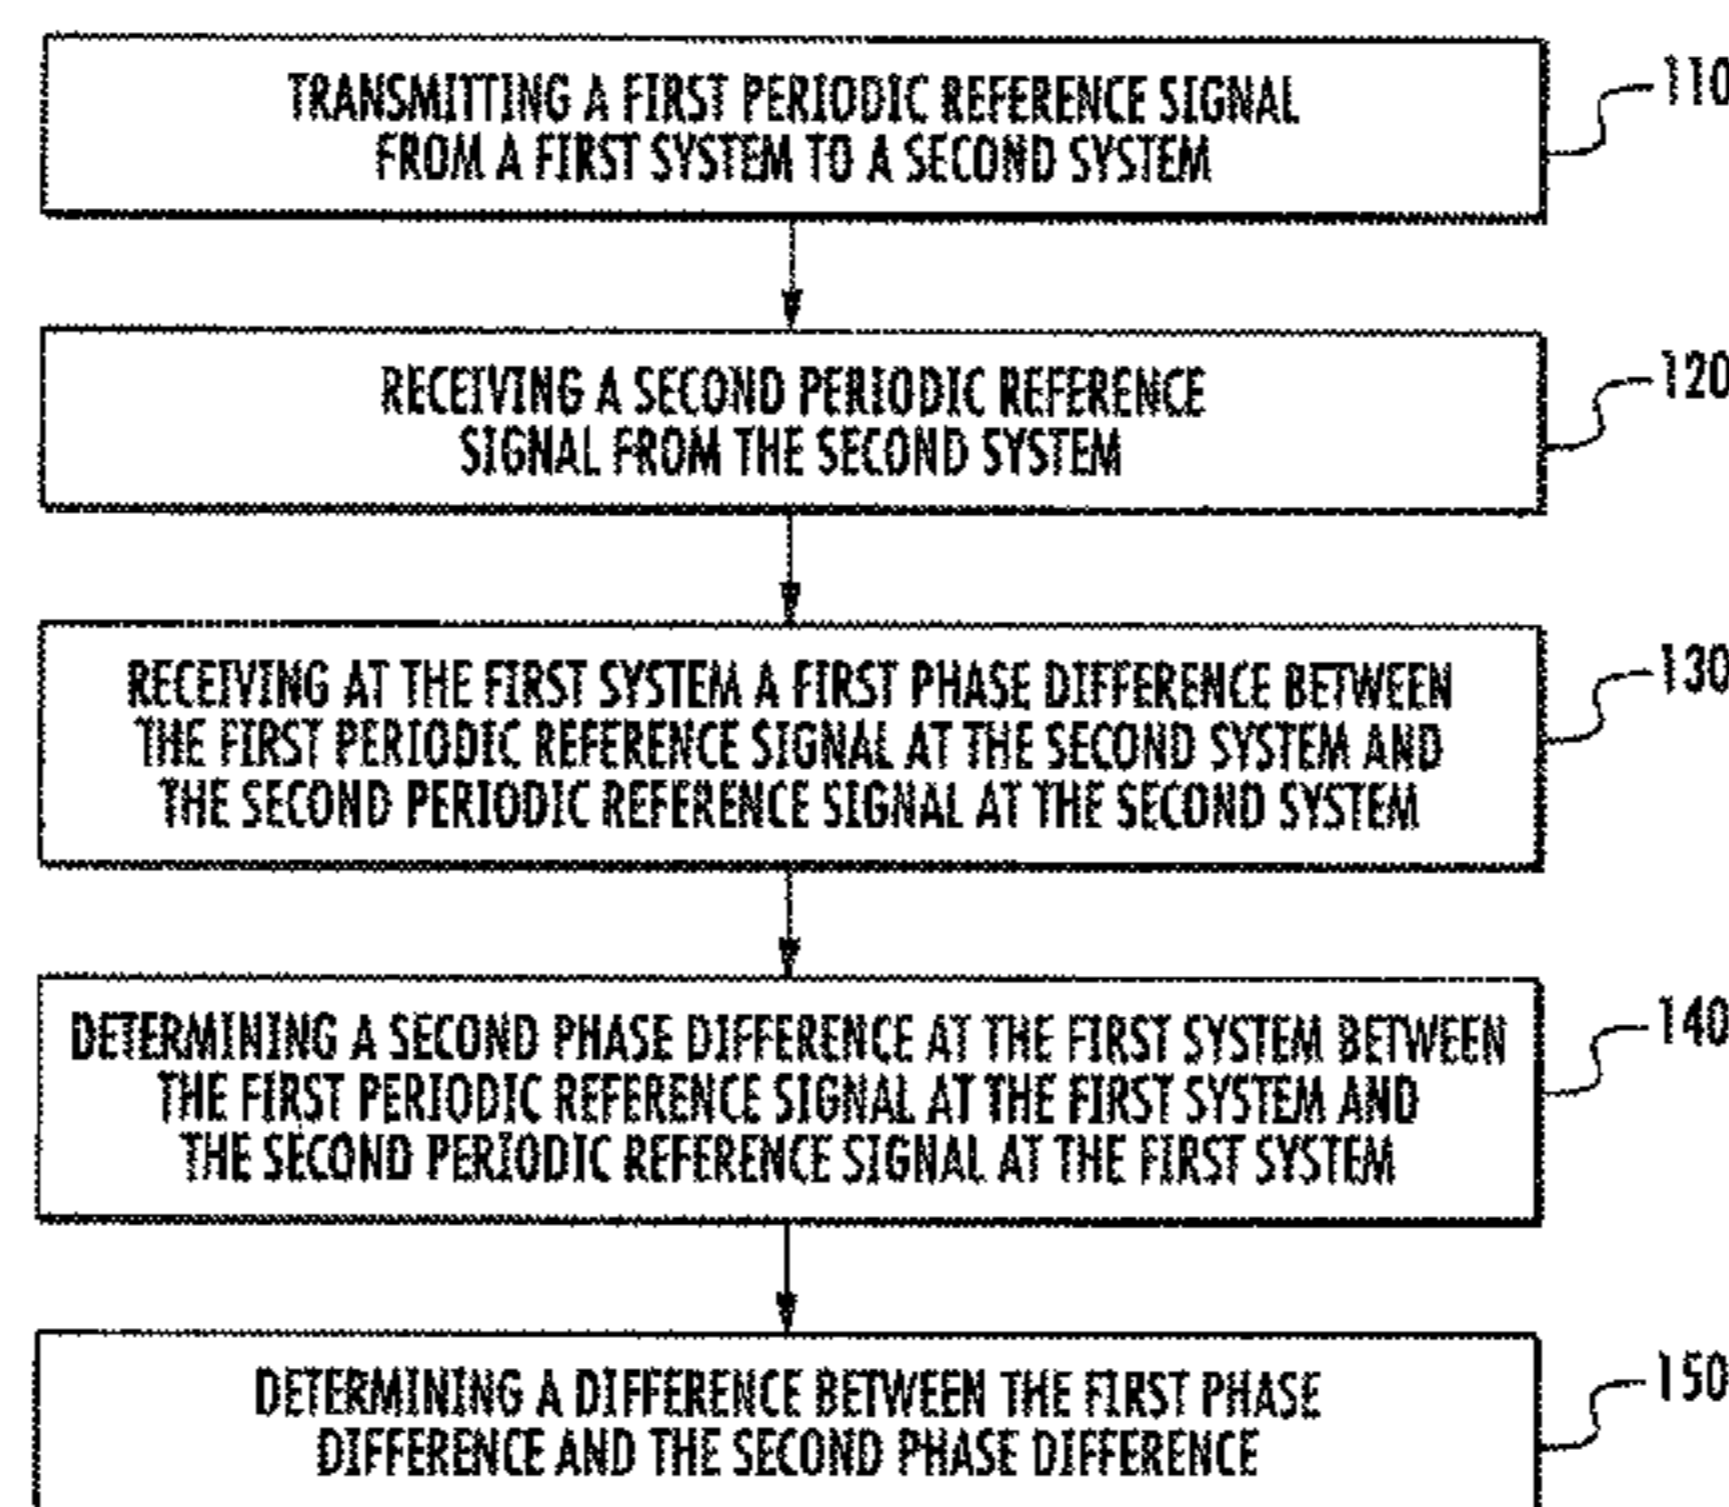 TRANSMITTING A FIRST PERIODIC REFERENCE SIGNAL
FROM A FIRST SYSTEM TO A SECOND SYSTEM
110
RECEIVING A SECOND PERIODIC REFERENCE
SIGNAL FROM THE SECOND SYSTEM
120
RECEIVING AT THE FIRST SYSTEM A FIRST PHASE DIFFERENCE BETWEEN
THE FIRST PERIODIC REFERENCE SIGNAL AT THE SECOND SYSTEM AND
THE SECOND PERIODIC REFERENCE SIGNAL AT THE SECOND SYSTEM
130
DETERMINING A SECOND PHASE DIFFERENCE AT THE FIRST SYSTEM BETWEEN
THE FIRST PERIODIC REFERENCE SIGNAL AT THE FIRST SYSTEM AND
THE SECOND PERIODIC REFERENCE SIGNAL AT THE FIRST SYSTEM
140
DETERMINING A DIFFERENCE BETWEEN THE FIRST PHASE
DIFFERENCE AND THE SECOND PHASE DIFFERENCE
150